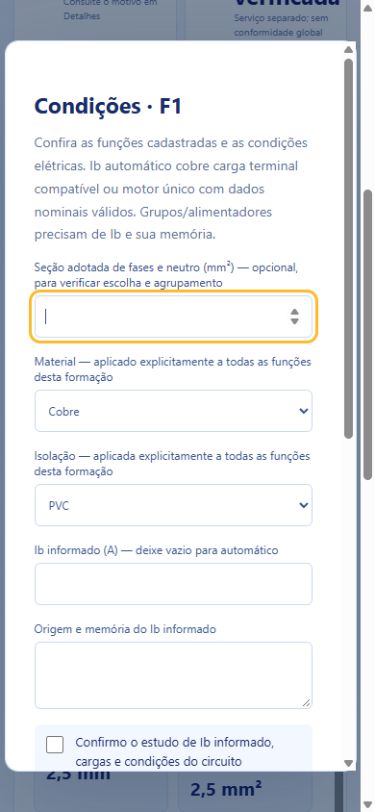 Consulte o motivo em
Detalhes
verificada
Serviço separado; sem
conformidade global
Condições · F1
Confira as funções cadastradas e as condições
elétricas. Ib automático cobre carga terminal
compatível ou motor único com dados
nominais válidos. Grupos/alimentadores
precisam de Ib e sua memória.
Seção adotada de fases e neutro (mm²) — opcional,
para verificar escolha e agrupamento
Material — aplicado explicitamente a todas as funções
desta formação
Cobre
Isolação — aplicada explicitamente a todas as funções
desta formação
PVC
Ib informado (A) — deixe vazio para automático
Origem e memória do Ib informado
Confirmo o estudo de Ib informado,
cargas e condições do circuito
2,5 mm²
2,5 mm²